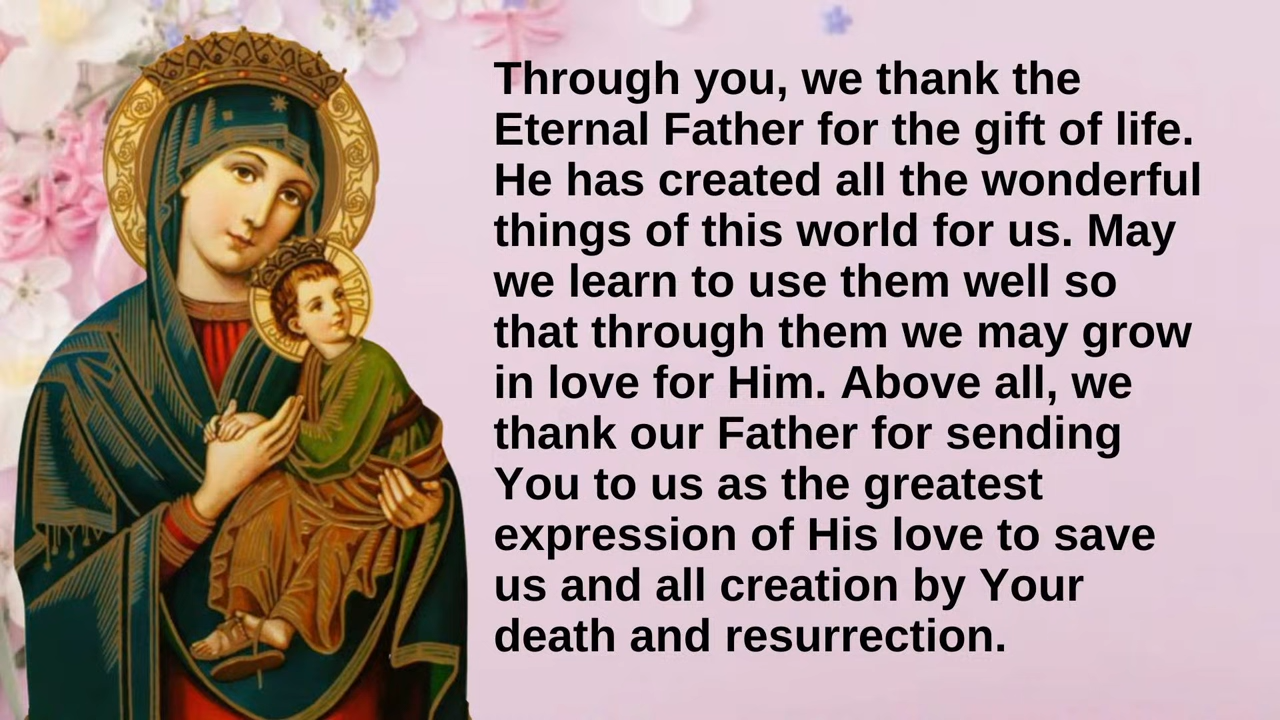 Through you, we thank the
Eternal Father for the gift of life.
He has created all the wonderful
things of this world for us. May
we learn to use them well so
that through them we may grow
in love for Him. Above all, we
thank our Father for sending
You to us as the greatest
expression of His love to save
us and all creation by Your
death and resurrection.